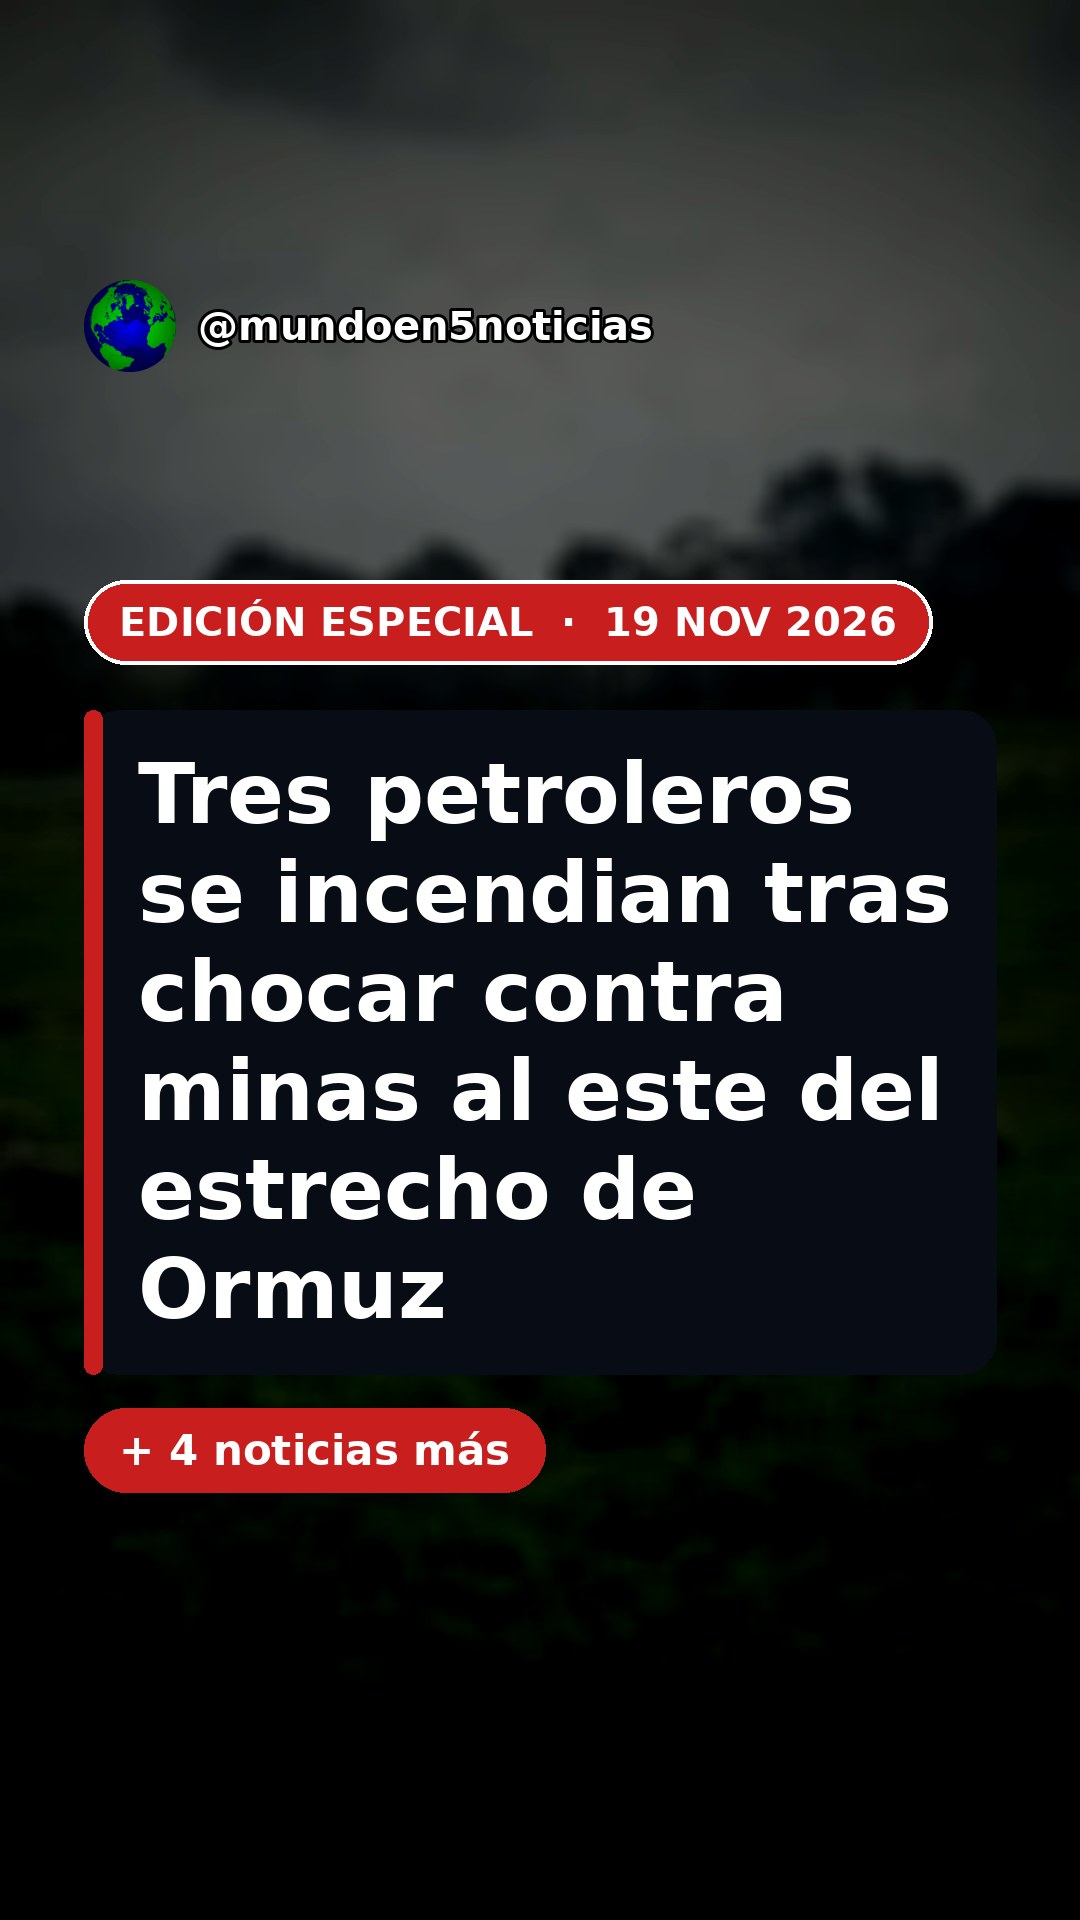 @mundoen5noticias
EDICIÓN ESPECIAL · 19 NOV 2026
Tres petroleros
se incendian tras
chocar contra
minas al este del
estrecho de
Ormuz
+ 4 noticias más